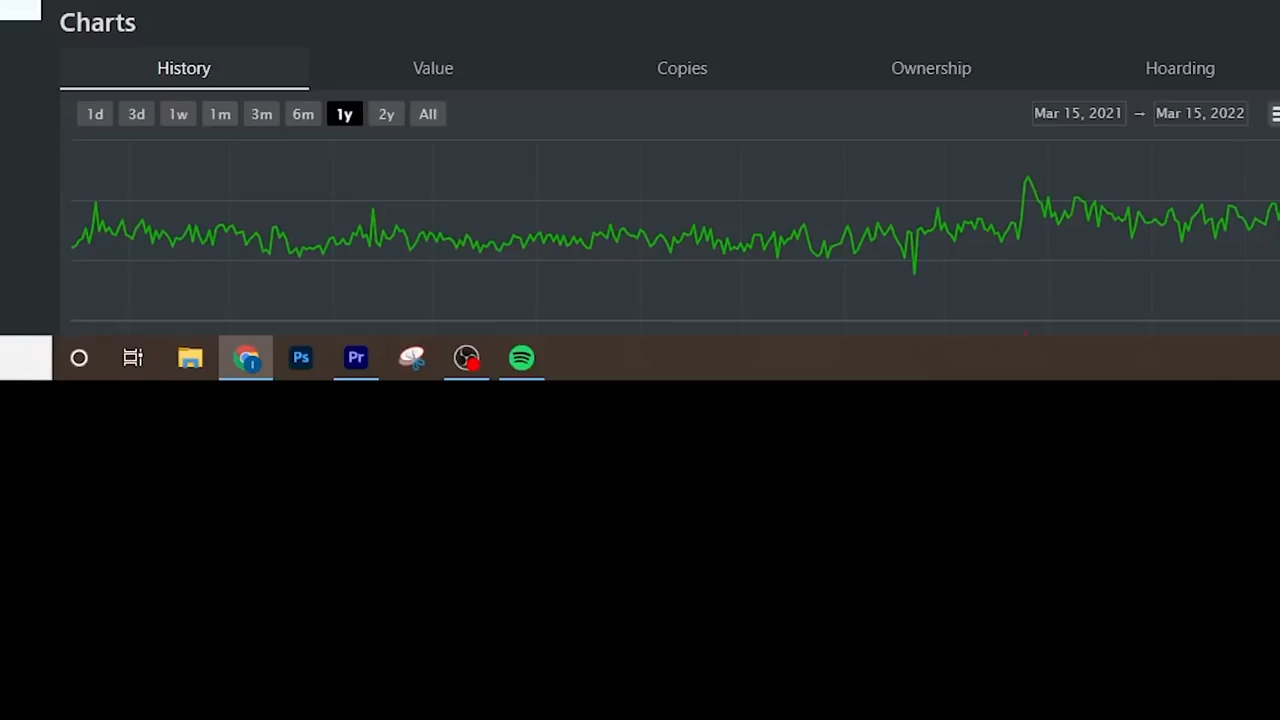 Charts
History Value Copies Ownership Hoarding
1d 3d 1w 1m 3m 6m 1y 2y All Mar 15, 2021 → Mar 15, 2022
Ps Pr